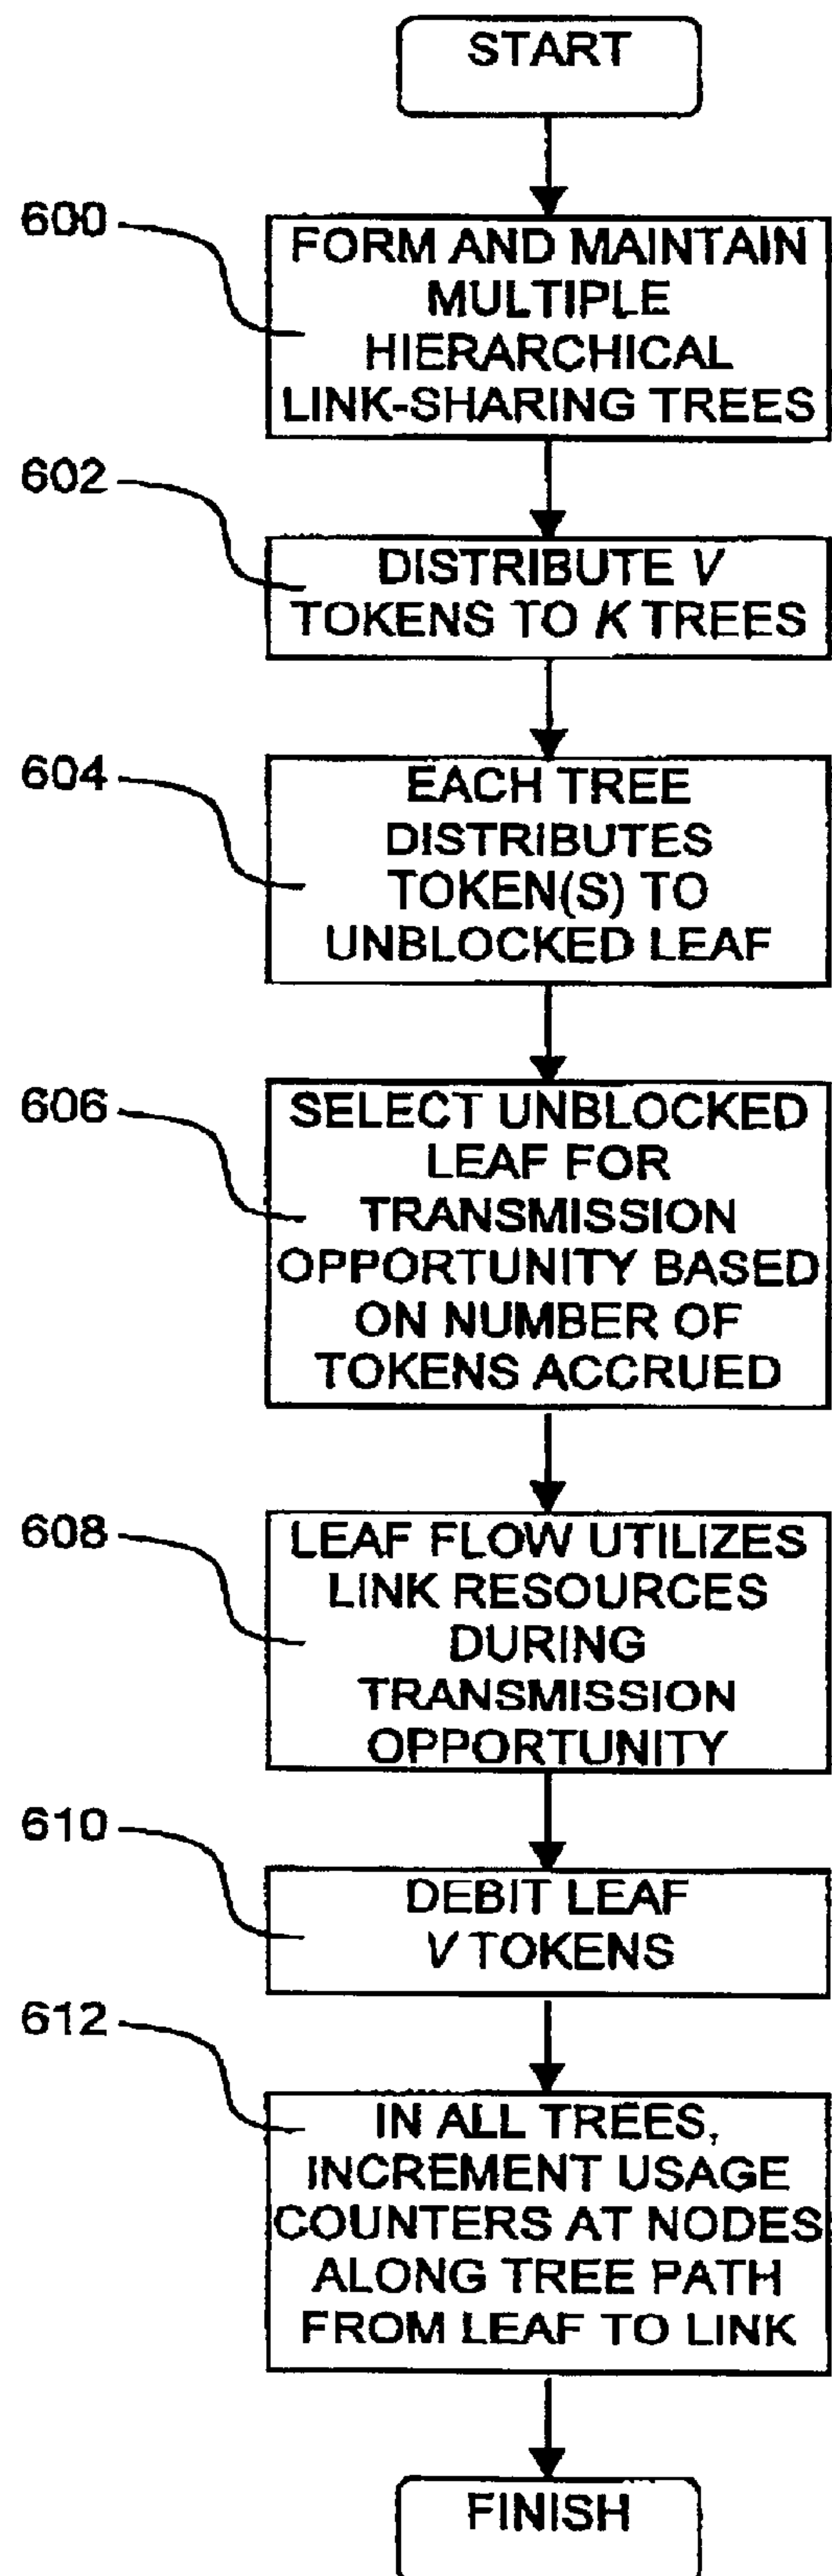 START
600
FORM AND MAINTAIN
MULTIPLE
HIERARCHICAL
LINK-SHARING TREES
602
DISTRIBUTE V
TOKENS TO K TREES
604
EACH TREE
DISTRIBUTES
TOKEN(S) TO
UNBLOCKED LEAF
606
SELECT UNBLOCKED
LEAF FOR
TRANSMISSION
OPPORTUNITY BASED
ON NUMBER OF
TOKENS ACCRUED
608
LEAF FLOW UTILIZES
LINK RESOURCES
DURING
TRANSMISSION
OPPORTUNITY
610
DEBIT LEAF
V TOKENS
612
IN ALL TREES,
INCREMENT USAGE
COUNTERS AT NODES
ALONG TREE PATH
FROM LEAF TO LINK
FINISH